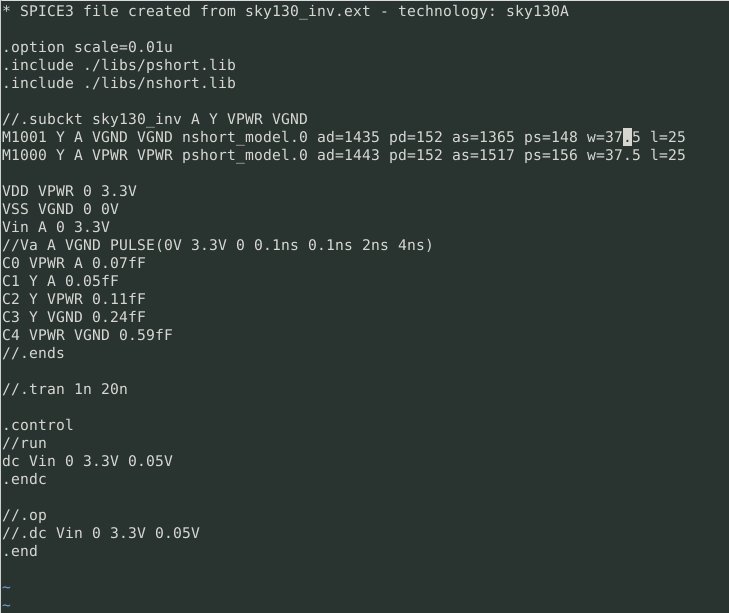 * SPICE3 file created from sky130_inv.ext - technology: sky130A
.option scale=0.01u
.include ./libs/pshort.lib
.include ./libs/nshort.lib
//.subckt sky130_inv A Y VPWR VGND
M1001 Y A VGND VGND nshort_model.0 ad=1435 pd=152 as=1365 ps=148 w=37.5 l=25
M1000 Y A VPWR VPWR pshort_model.0 ad=1443 pd=152 as=1517 ps=156 w=37.5 l=25
VDD VPWR 0 3.3V
VSS VGND 0 0V
Vin A 0 3.3V
//Va A VGND PULSE(0V 3.3V 0 0.1ns 0.1ns 2ns 4ns)
C0 VPWR A 0.07fF
C1 Y A 0.05fF
C2 Y VPWR 0.11fF
C3 Y VGND 0.24fF
C4 VPWR VGND 0.59fF
//.ends
//.tran 1n 20n
.control
//run
dc Vin 0 3.3V 0.05V
.endc
//.op
//.dc Vin 0 3.3V 0.05V
.end
~
~